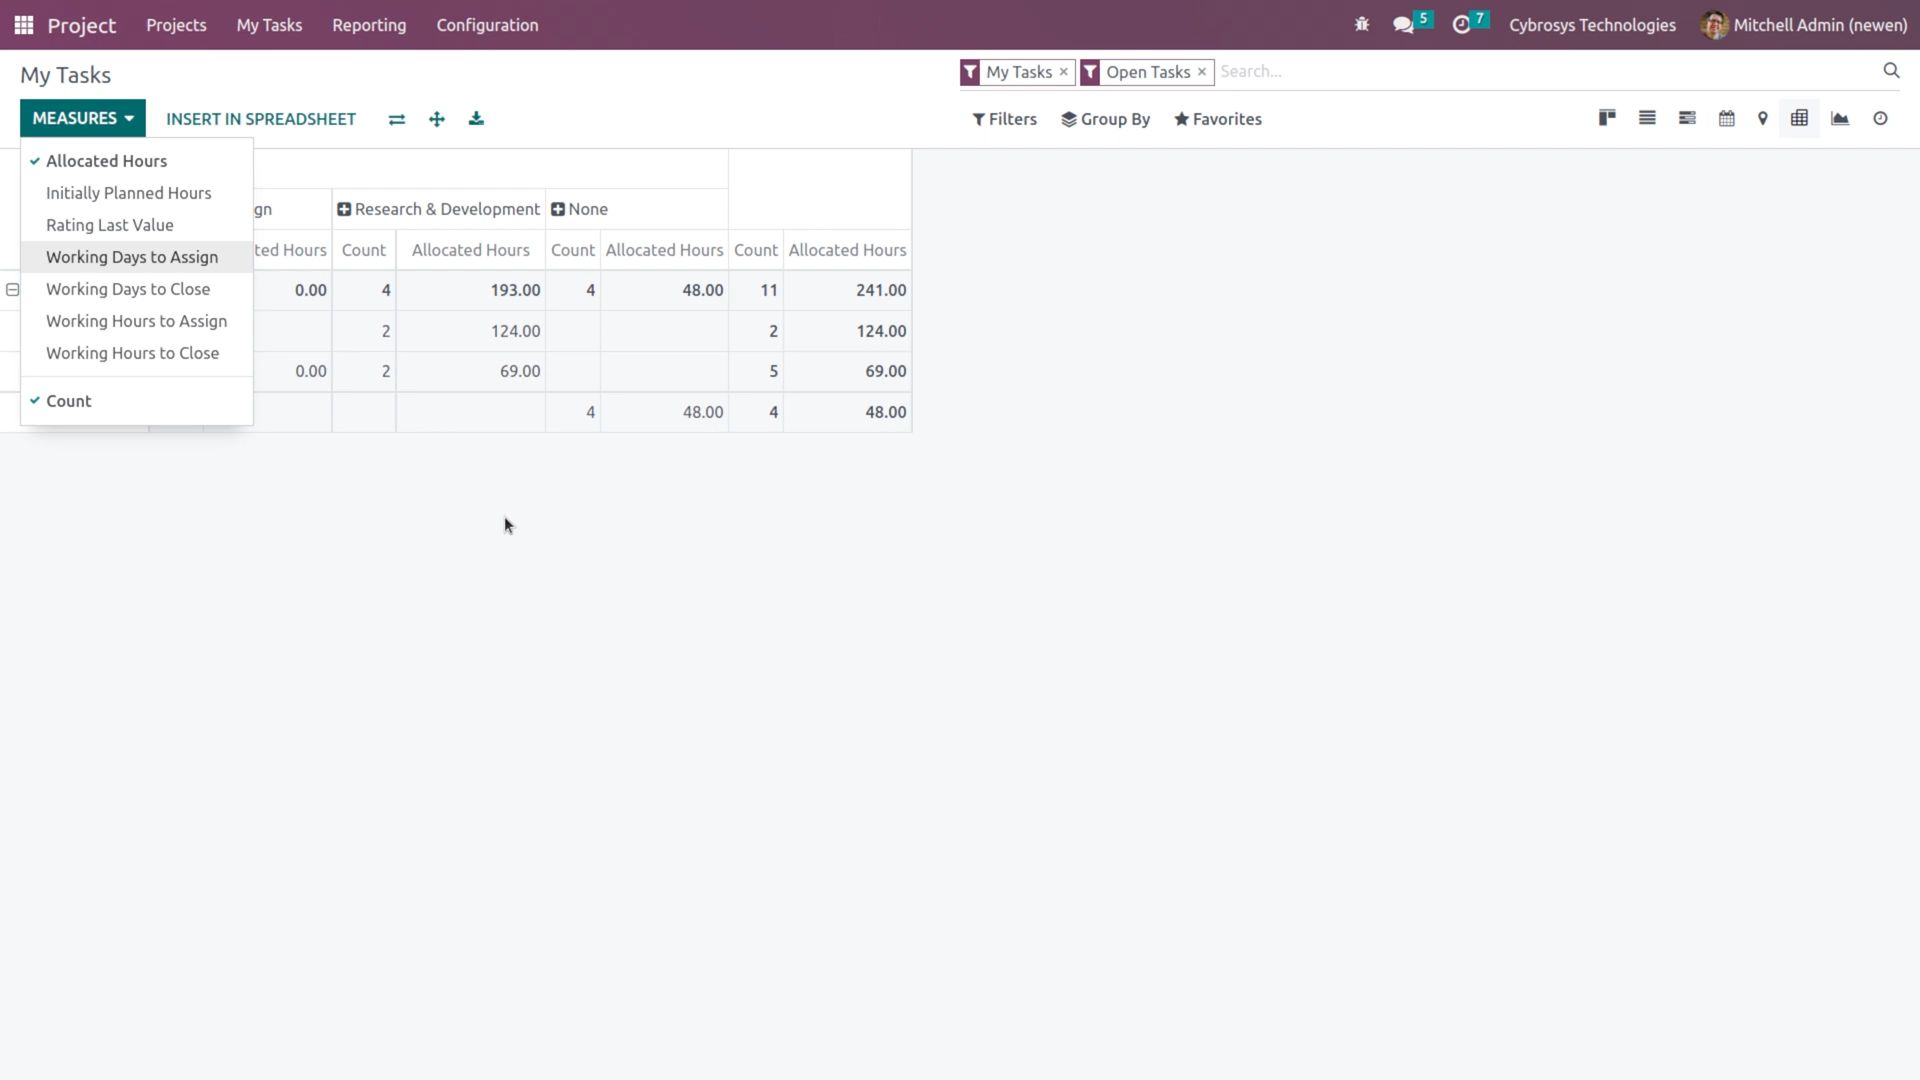 Project Projects My Tasks Reporting Configuration 5 7 Cybrosys Technologies Mitchell Admin (newen)
My Tasks My Tasks × Open Tasks × Search...
MEASURES INSERT IN SPREADSHEET Filters Group By Favorites
Allocated Hours
Initially Planned Hours
Rating Last Value
Working Days to Assign
Working Days to Close
Working Hours to Assign
Working Hours to Close
Count
gn Research & Development None
ted Hours Count Allocated Hours Count Allocated Hours Count Allocated Hours
0.00 4 193.00 4 48.00 11 241.00
2 124.00 2 124.00
0.00 2 69.00 5 69.00
4 48.00 4 48.00